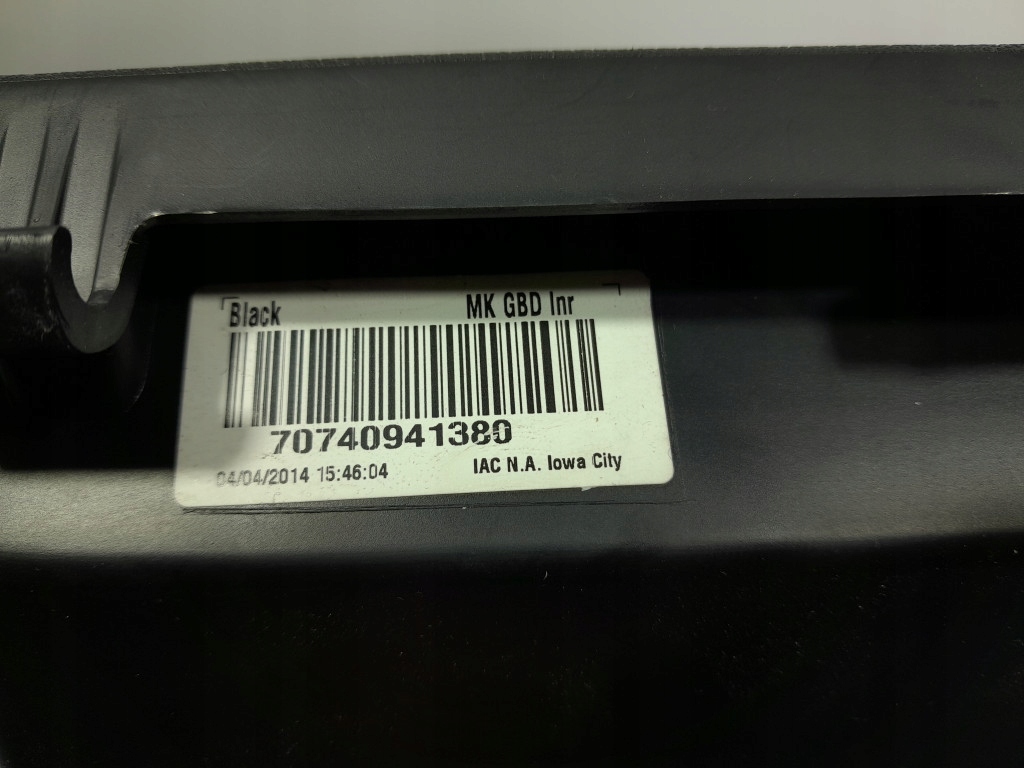 Black MK GBD Inr
70740941380
04/04/2014 15:46:04 IAC N.A. Iowa City